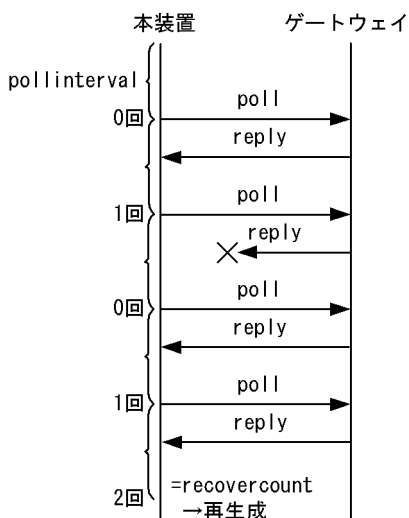 本装置 ゲートウェイ
pollinterval
poll
0回
reply
poll
1回
reply
poll
0回
reply
poll
1回
reply
=recovercount
2回
→再生成